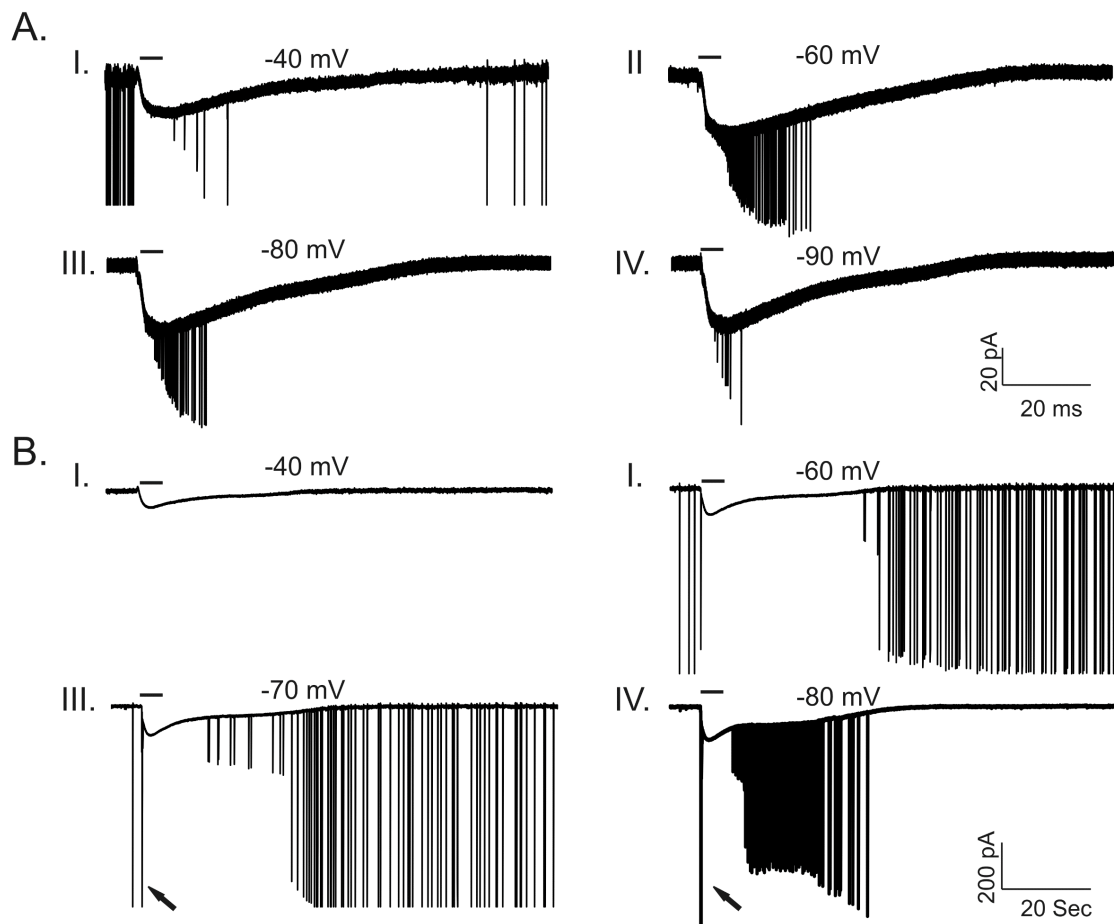 A.
I. -40 mV
II -60 mV
III. -80 mV
IV. -90 mV
20 pA
20 ms
B.
I. -40 mV
I. -60 mV
III. -70 mV
IV. -80 mV
200 pA
20 Sec